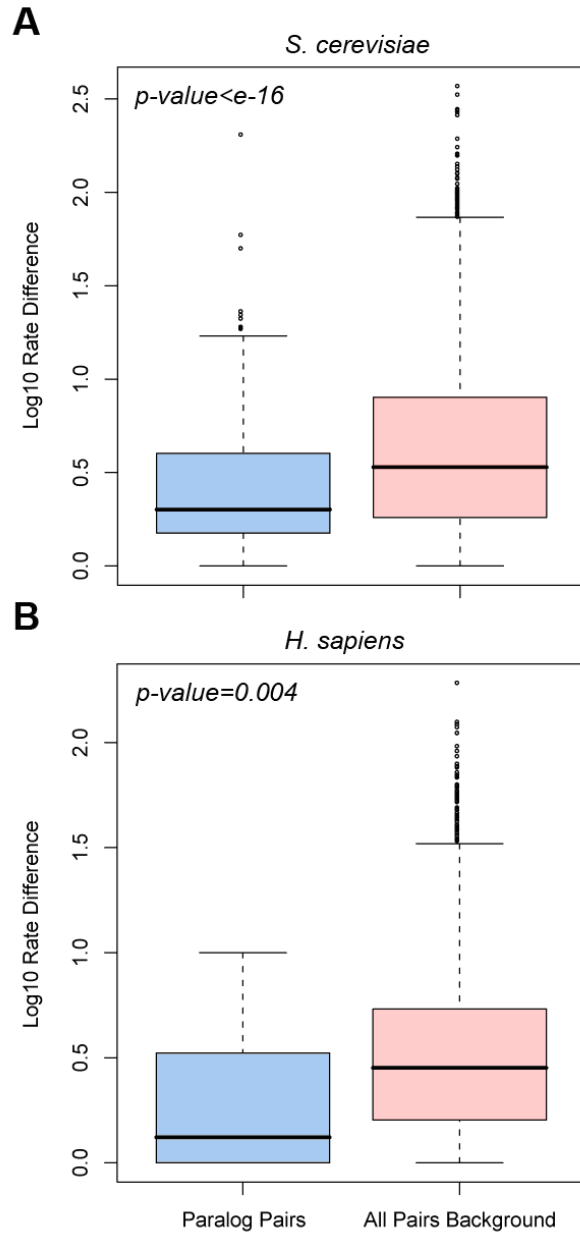 A
S. cerevisiae
p-value<e-16
2.5
2.0
1.5
1.0
0.5
0.0
Log10 Rate Difference
B
H. sapiens
p-value=0.004
2.0
1.5
1.0
0.5
0.0
Log10 Rate Difference
Paralog Pairs
All Pairs Background